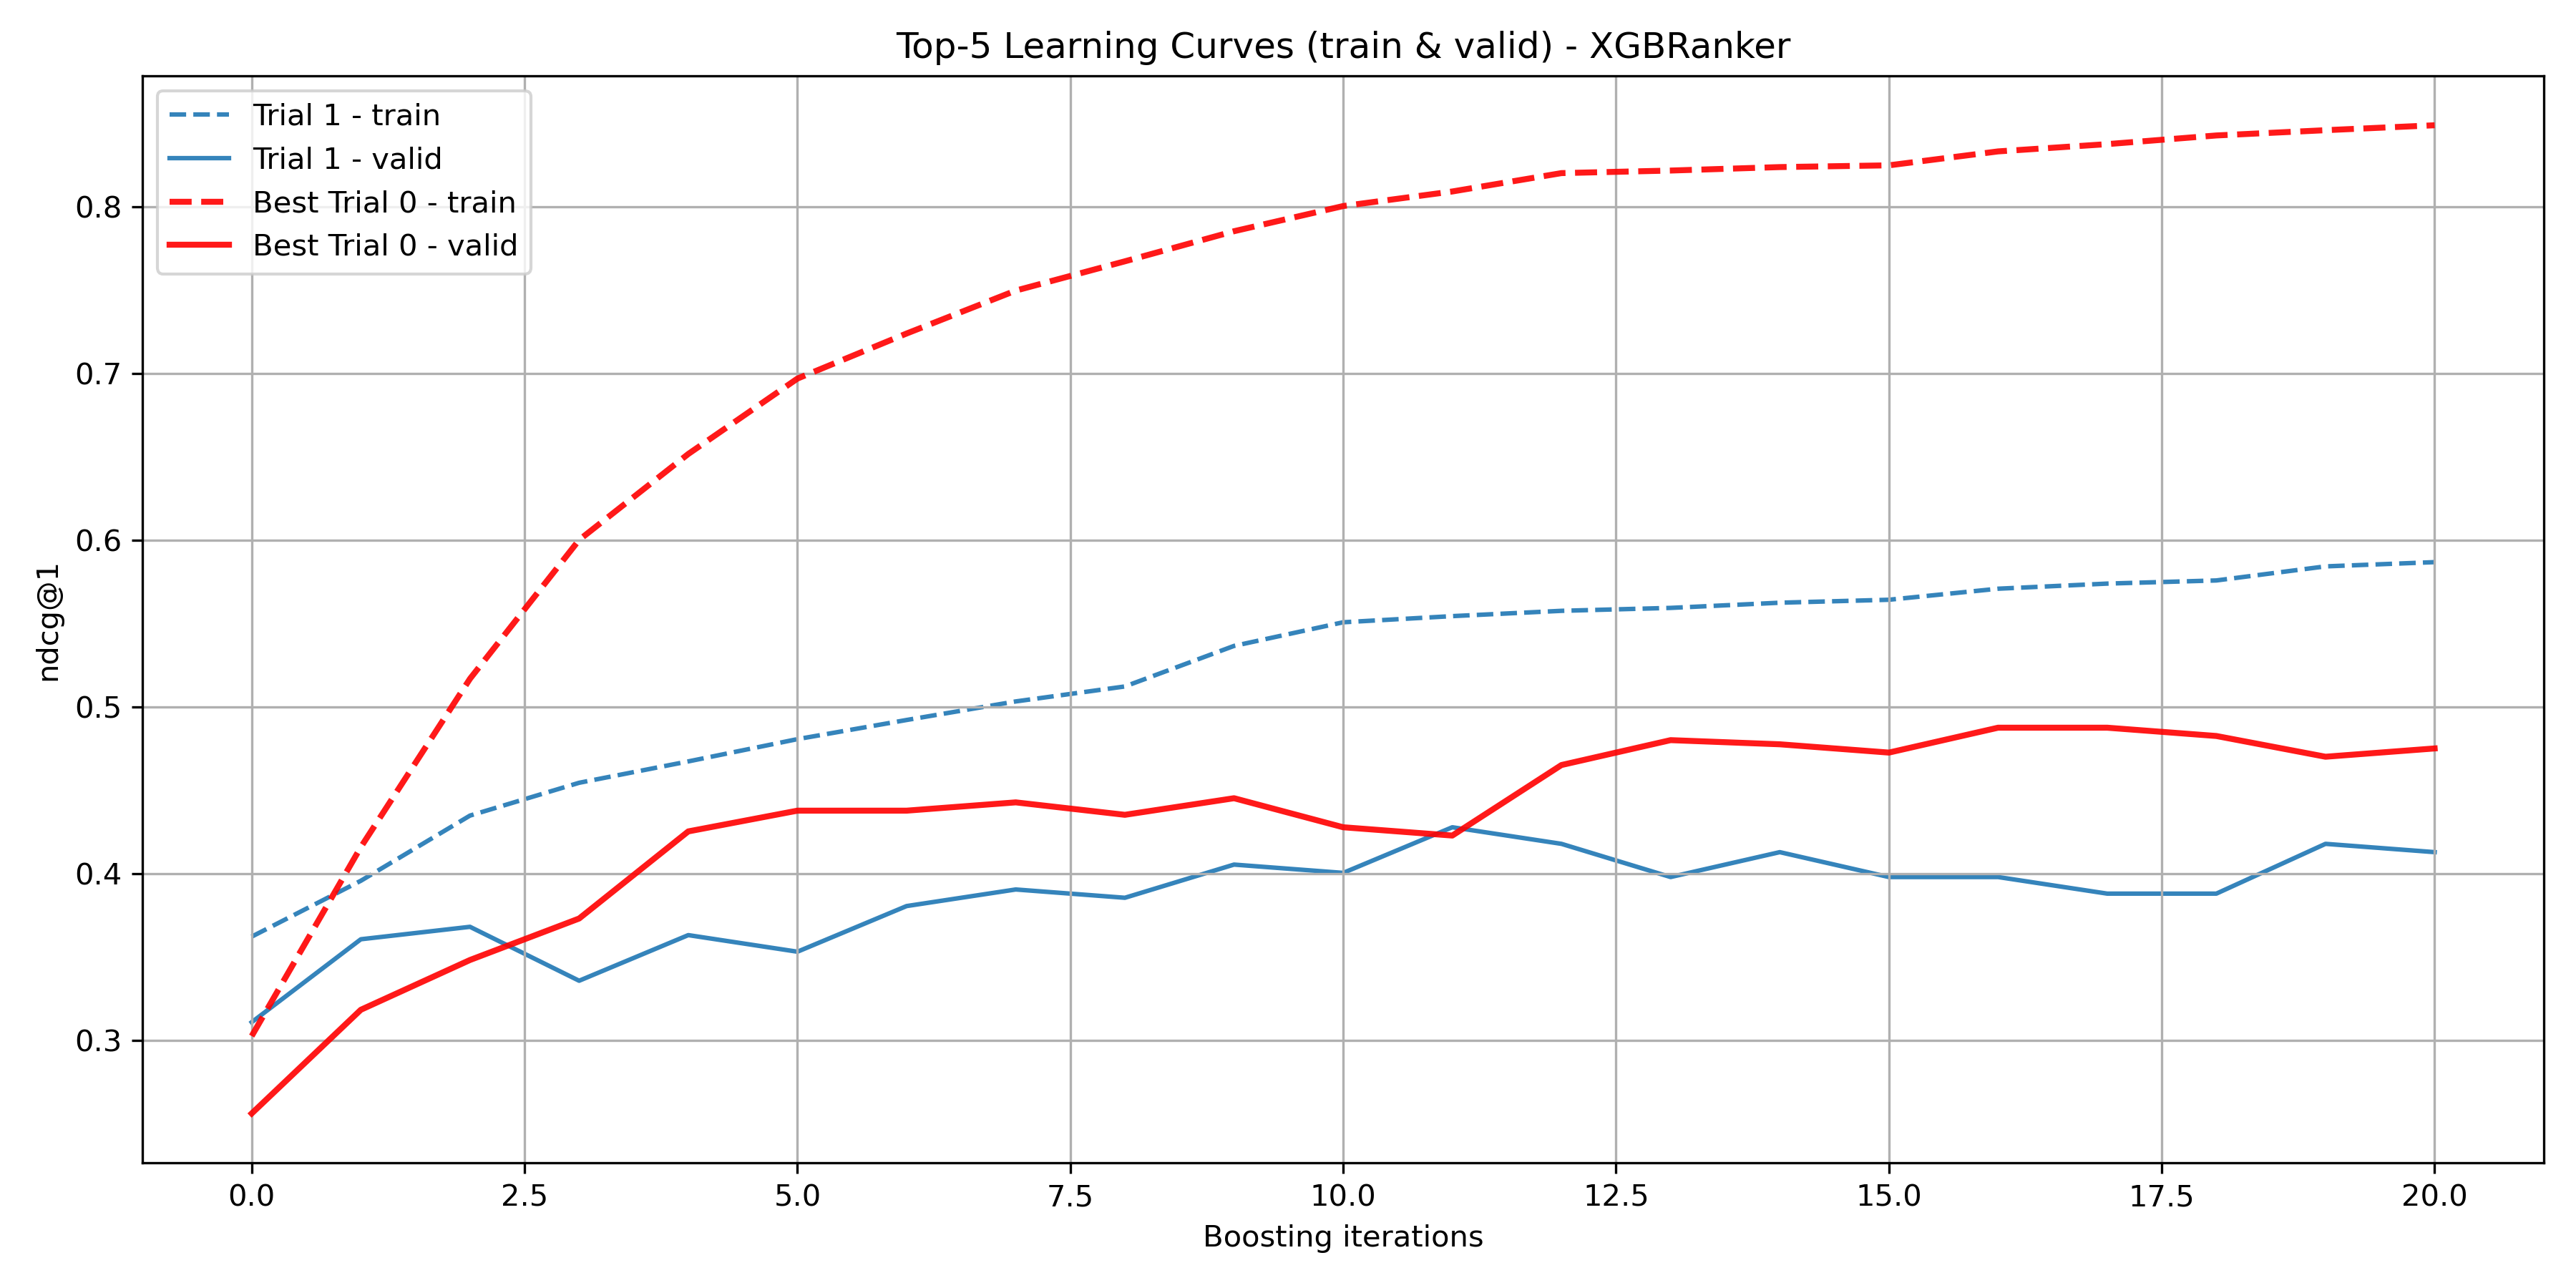 Top-5 Learning Curves (train & valid) - XGBRanker
Trial 1 - train
Trial 1 - valid
Best Trial 0 - train
Best Trial 0 - valid
ndcg@1
0.8
0.7
0.6
0.5
0.4
0.3
0.0 2.5 5.0 7.5 10.0 12.5 15.0 17.5 20.0
Boosting iterations